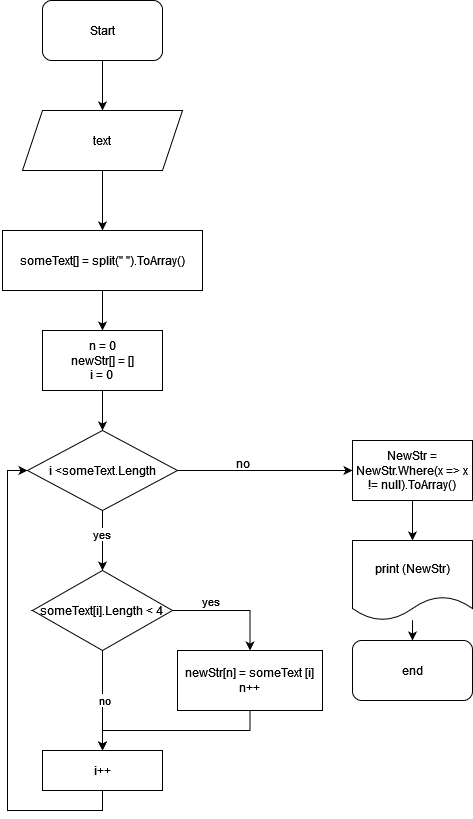 Start
text
someText[] = split(" ").ToArray()
n = 0
newStr[] = []
i = 0
i <someText.Length
no
NewStr =
NewStr.Where(x => x
!= null).ToArray()
yes
print (NewStr)
someText[i].Length < 4
yes
newStr[n] = someText [i]
n++
end
no
i++